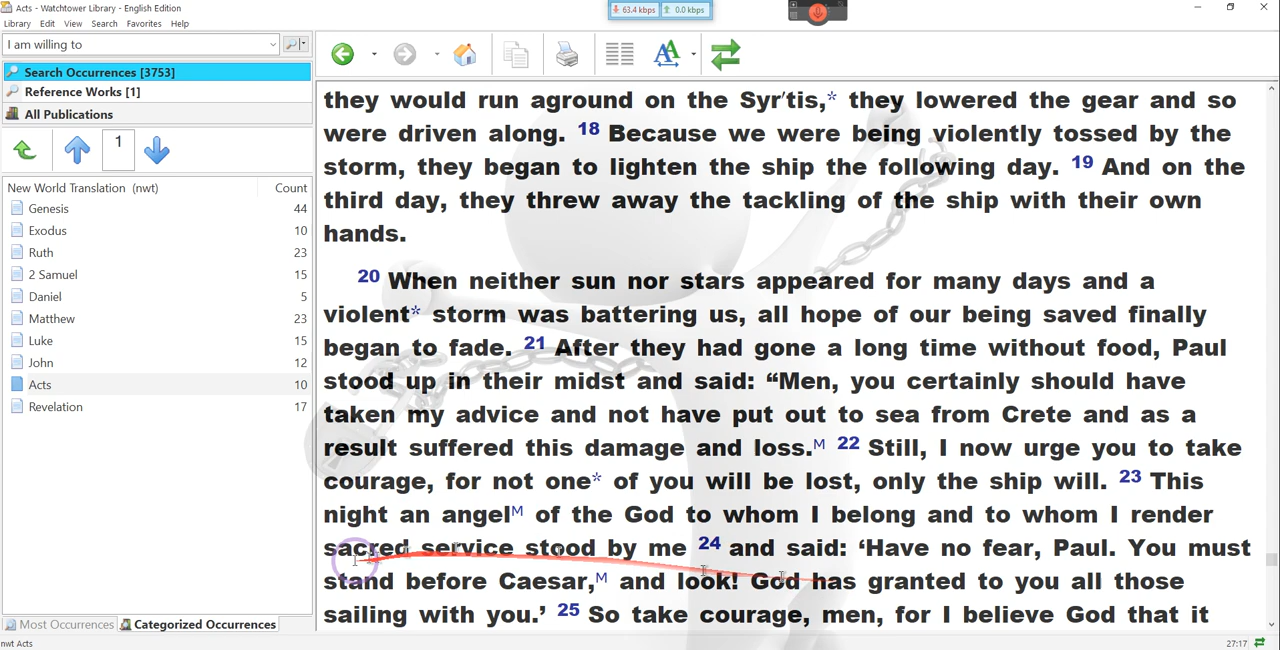 Acts - Watchtower Library - English Edition
63.4 kbps 0.0 kbps
Library Edit View Search Favorites Help
I am willing to
Search Occurrences [3753]
Reference Works [1]
All Publications
1
New World Translation (nwt) Count
Genesis 44
Exodus 10
Ruth 23
2 Samuel 15
Daniel 5
Matthew 23
Luke 15
John 12
Acts 10
Revelation 17
Most Occurrences Categorized Occurrences
nwt Acts
they would run aground on the Syrʹtis,* they lowered the gear and so
were driven along. 18 Because we were being violently tossed by the
storm, they began to lighten the ship the following day. 19 And on the
third day, they threw away the tackling of the ship with their own
hands.
20 When neither sun nor stars appeared for many days and a
violent* storm was battering us, all hope of our being saved finally
began to fade. 21 After they had gone a long time without food, Paul
stood up in their midst and said: “Men, you certainly should have
taken my advice and not have put out to sea from Crete and as a
result suffered this damage and loss.M 22 Still, I now urge you to take
courage, for not one* of you will be lost, only the ship will. 23 This
night an angelM of the God to whom I belong and to whom I render
sacred service stood by me 24 and said: ‘Have no fear, Paul. You must
stand before Caesar,M and look! God has granted to you all those
sailing with you.’ 25 So take courage, men, for I believe God that it
27:17